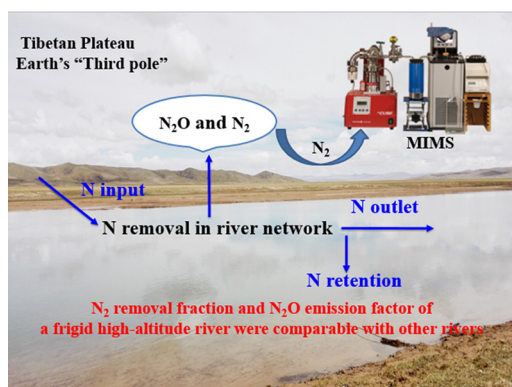 Tibetan Plateau
Earth's "Third pole"
N₂O and N₂
N₂
MIMS
N input
N outlet
N removal in river network
N retention
N₂ removal fraction and N₂O emission factor of
a frigid high-altitude river were comparable with other rivers